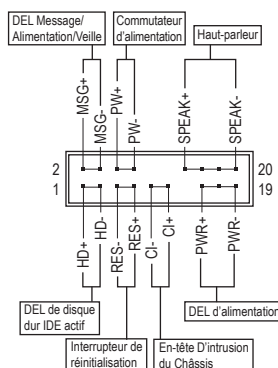 DEL Message/
Alimentation/Veille
Commutateur
d'alimentation
Haut-parleur
MSG+
MSG-
PW+
PW-
SPEAK+
SPEAK-
2
20
1
19
HD+
HD-
RES-
RES+
CI-
CI+
PWR+
PWR-
DEL de disque
dur IDE actif
DEL d'alimentation
Interrupteur de
réinitialisation
En-tête D'intrusion
du Châssis